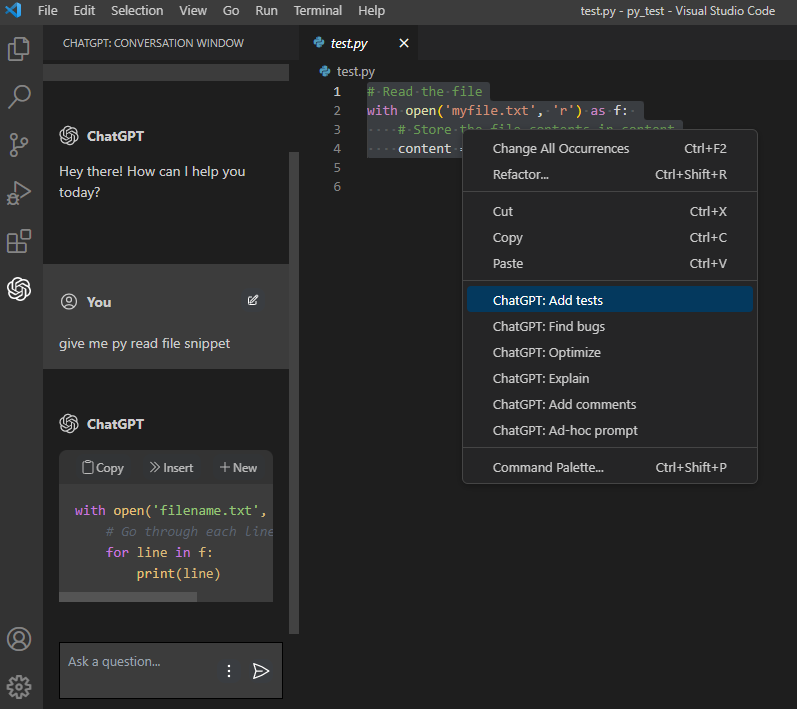 File Edit Selection View Go Run Terminal Help
test.py - py_test - Visual Studio Code
CHATGPT: CONVERSATION WINDOW
ChatGPT
Hey there! How can I help you
today?
You
give me py read file snippet
ChatGPT
Copy Insert New
with open('filename.txt',
# Go through each line
for line in f:
print(line)
Ask a question...
test.py
test.py
1 # Read the file
2 with open('myfile.txt', 'r') as f:
3 # Store the file contents in content
4 content =
5
6
Change All Occurrences Ctrl+F2
Refactor... Ctrl+Shift+R
Cut Ctrl+X
Copy Ctrl+C
Paste Ctrl+V
ChatGPT: Add tests
ChatGPT: Find bugs
ChatGPT: Optimize
ChatGPT: Explain
ChatGPT: Add comments
ChatGPT: Ad-hoc prompt
Command Palette... Ctrl+Shift+P